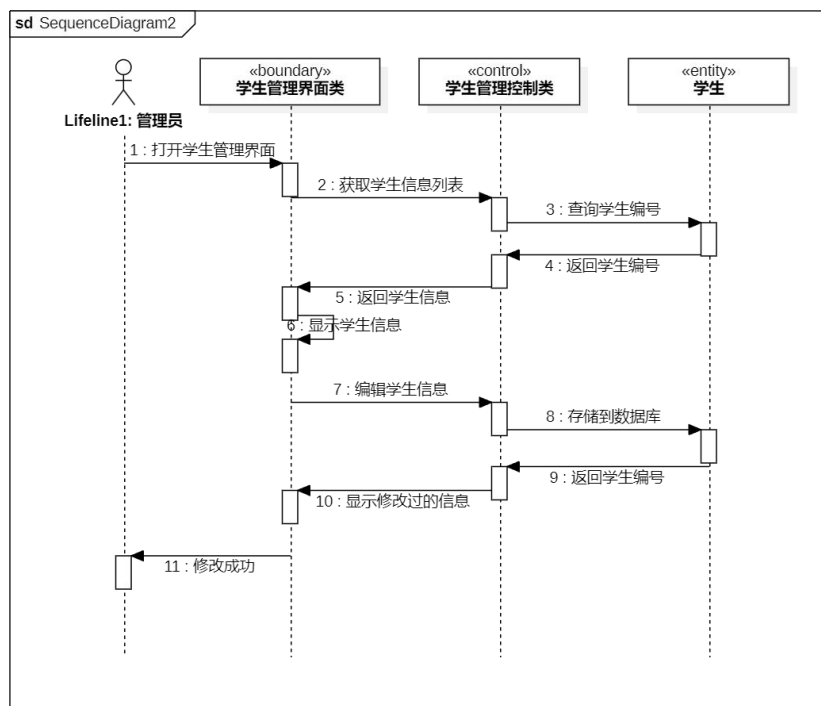 sd SequenceDiagram2
«boundary»
学生管理界面类
«control»
学生管理控制类
«entity»
学生
Lifeline1: 管理员
1 : 打开学生管理界面
2 : 获取学生信息列表
3 : 查询学生编号
4 : 返回学生编号
5 : 返回学生信息
6 : 显示学生信息
7 : 编辑学生信息
8 : 存储到数据库
9 : 返回学生编号
10 : 显示修改过的信息
11 : 修改成功